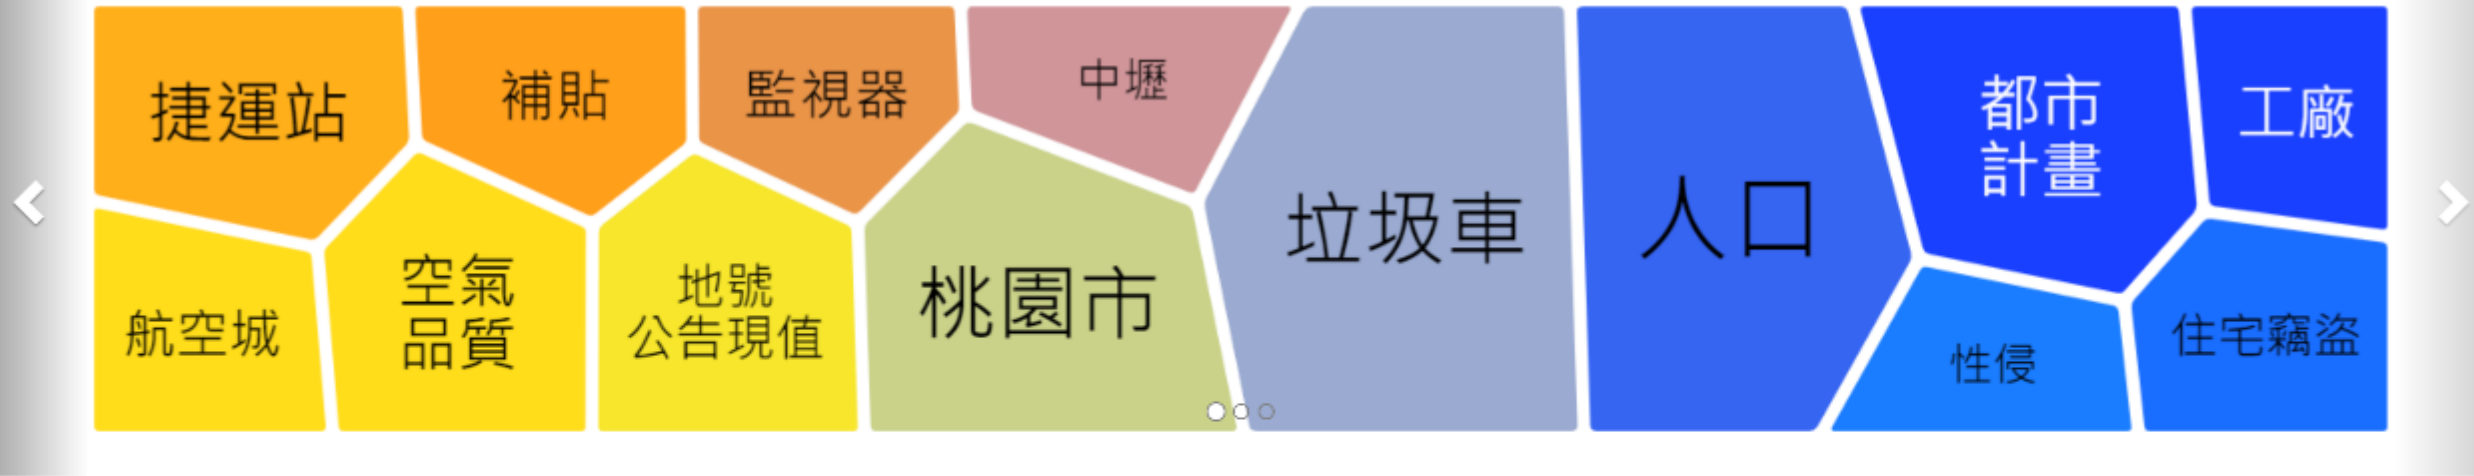 捷運站
補貼
監視器
中壢
垃圾車
人口
都市
計畫
工廠
航空城
空氣
品質
地號
公告現值
桃園市
性侵
住宅竊盜